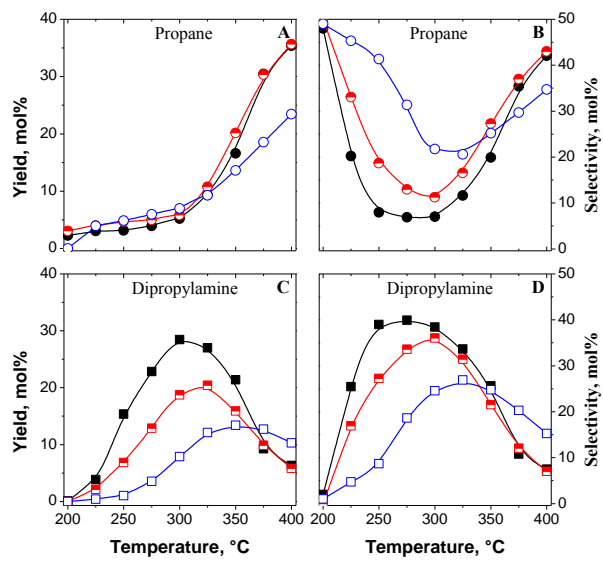 40
Propane
A
30
20
10
0
Yield, mol%
B
Propane
50
40
30
20
10
0
Selectivity, mol%
Dipropylamine
C
40
30
20
10
0
Yield, mol%
200
250
300
350
400
Temperature, °C
Dipropylamine
D
50
40
30
20
10
0
Selectivity, mol%
200
250
300
350
400
Temperature, °C